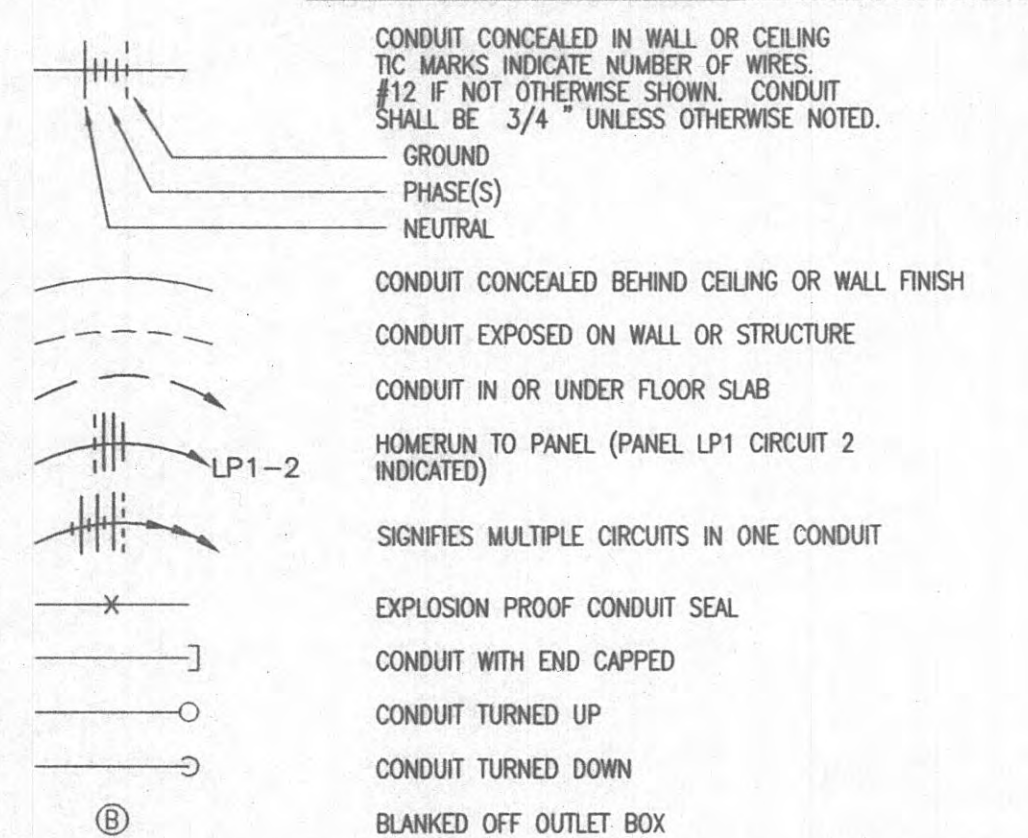 CONDUIT CONCEALED IN WALL OR CEILING
TIC MARKS INDICATE NUMBER OF WIRES.
#12 IF NOT OTHERWISE SHOWN. CONDUIT
SHALL BE 3/4 " UNLESS OTHERWISE NOTED.
GROUND
PHASE(S)
NEUTRAL
CONDUIT CONCEALED BEHIND CEILING OR WALL FINISH
CONDUIT EXPOSED ON WALL OR STRUCTURE
CONDUIT IN OR UNDER FLOOR SLAB
LP1-2
HOMERUN TO PANEL (PANEL LP1 CIRCUIT 2
INDICATED)
SIGNIFIES MULTIPLE CIRCUITS IN ONE CONDUIT
EXPLOSION PROOF CONDUIT SEAL
CONDUIT WITH END CAPPED
CONDUIT TURNED UP
CONDUIT TURNED DOWN
B
BLANKED OFF OUTLET BOX